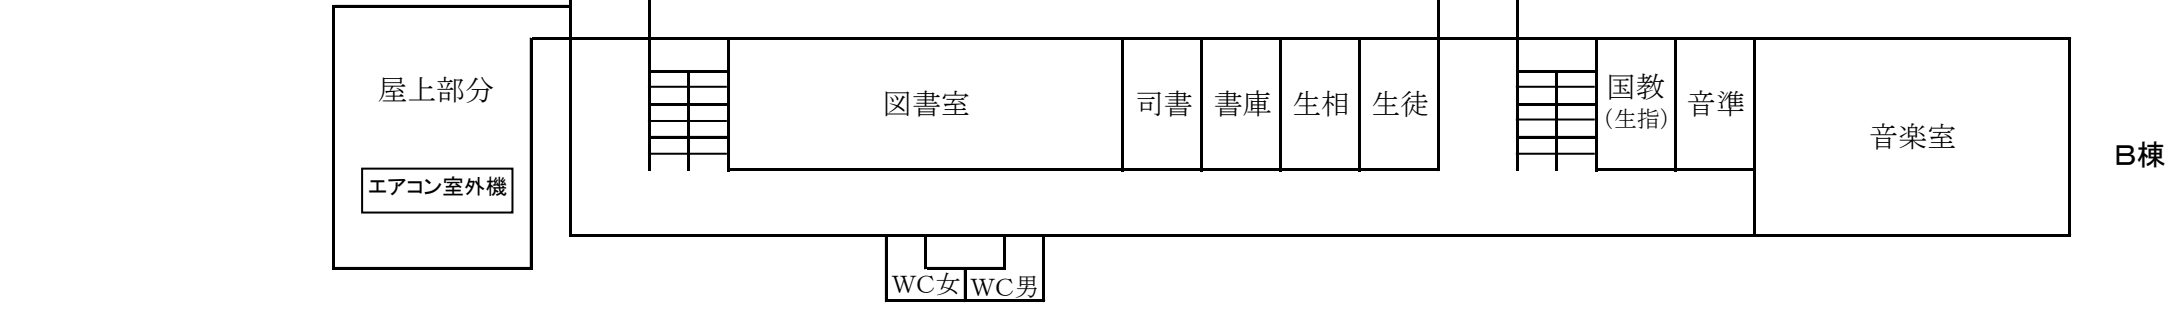 屋上部分
エアコン室外機
図書室
司書
書庫
生相
生徒
国教
(生指)
音準
音楽室
B棟
WC女
WC男